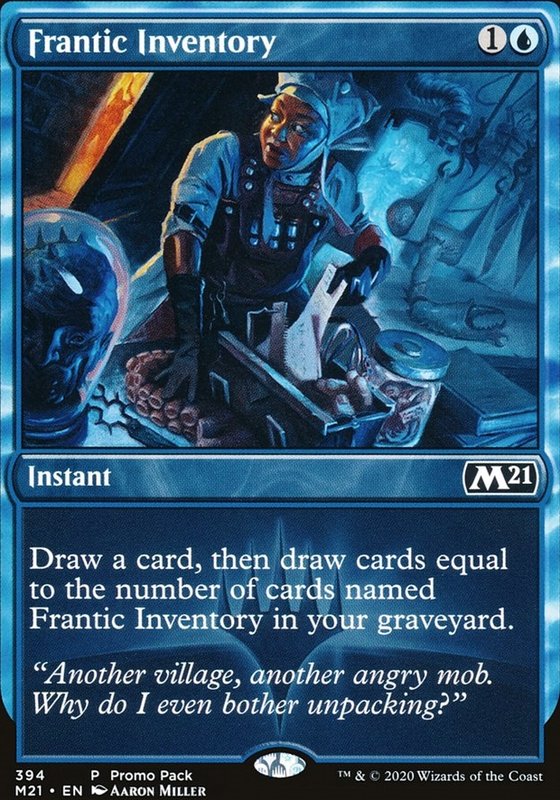 Frantic Inventory 1
Instant M21
Draw a card, then draw cards equal
to the number of cards named
Frantic Inventory in your graveyard.
“Another village, another angry mob.
Why do I even bother unpacking?”
394 P Promo Pack ™ & © 2020 Wizards of the Coast
M21 • EN Aaron Miller